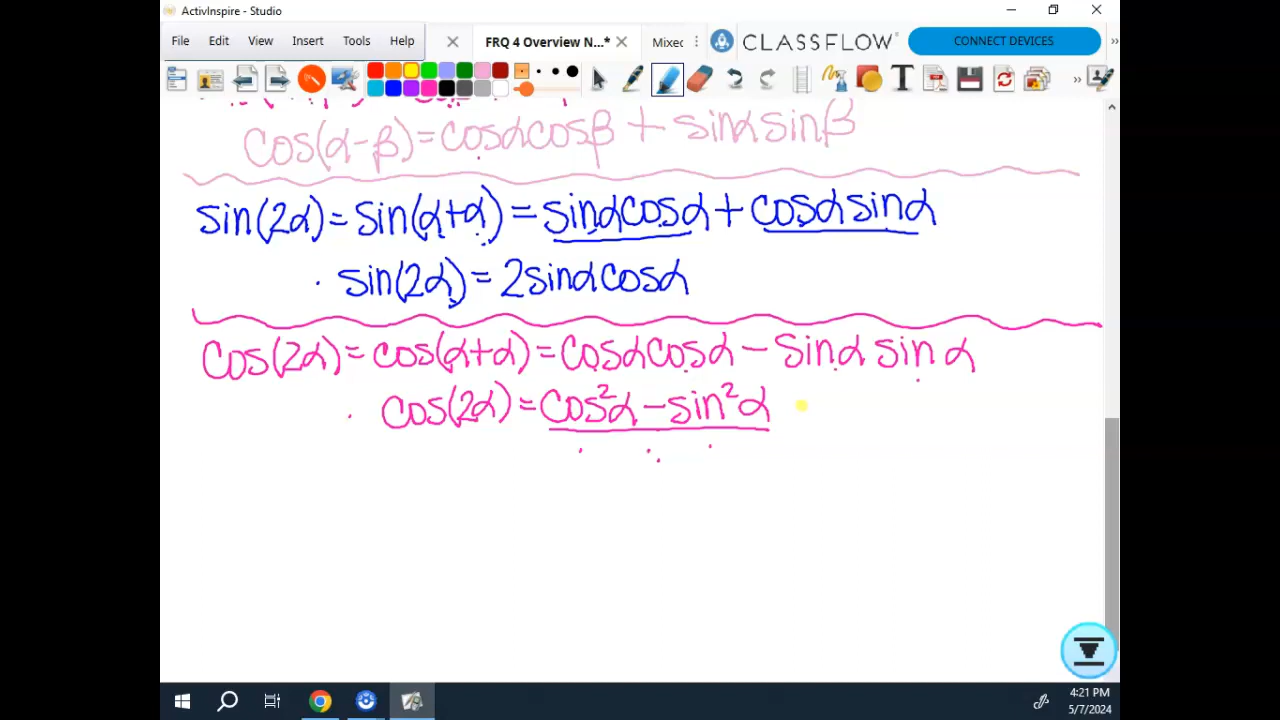 ActivInspire - Studio
File Edit View Insert Tools Help FRQ 4 Overview N...* Mixec CLASSFLOW CONNECT DEVICES
cos(α-β)=cosαcosβ + sinαsinβ
sin(2α)=sin(α+α)=sinαcosα+cosαsinα
sin(2α)=2sinαcosα
cos(2α)=cos(α+α)=cosαcosα-sinαsinα
cos(2α)=cos²α-sin²α
4:21 PM
5/7/2024